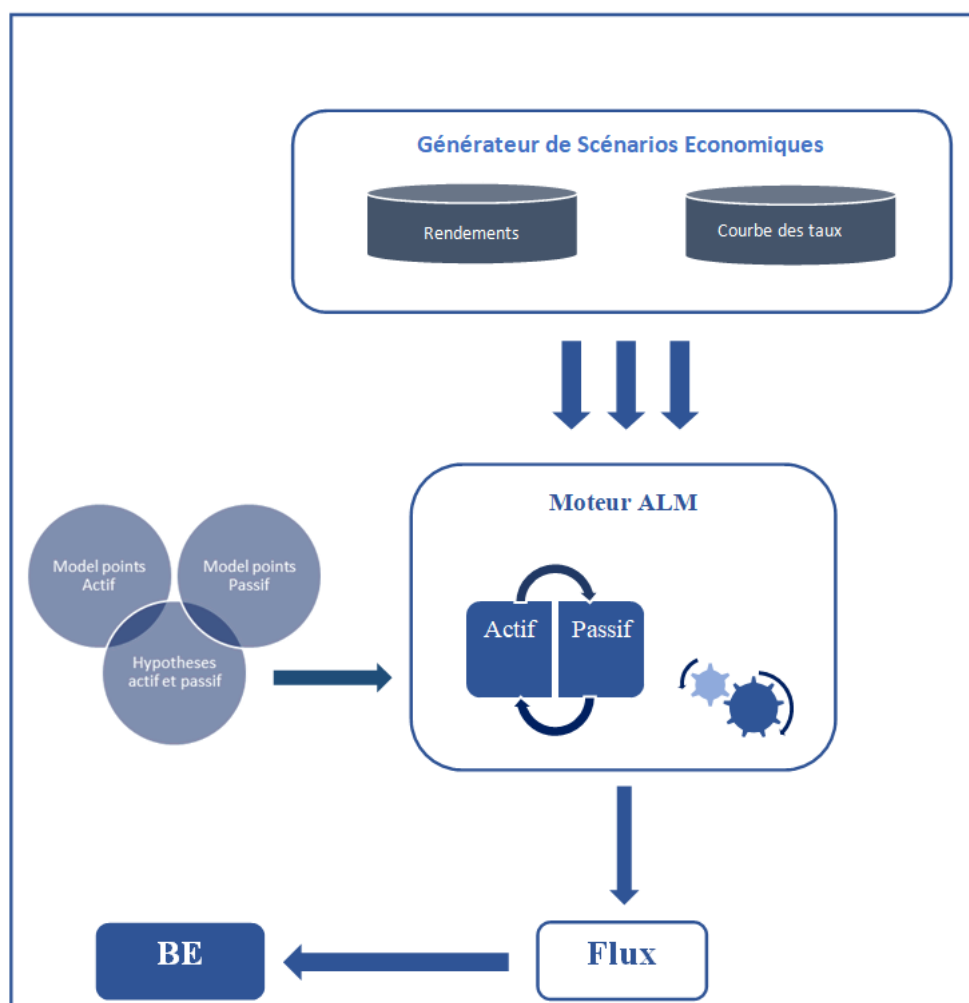 Générateur de Scénarios Economiques
Rendements
Courbe des taux
Moteur ALM
Model points
Actif
Model points
Passif
Hypotheses
actif et passif
Actif
Passif
BE
Flux